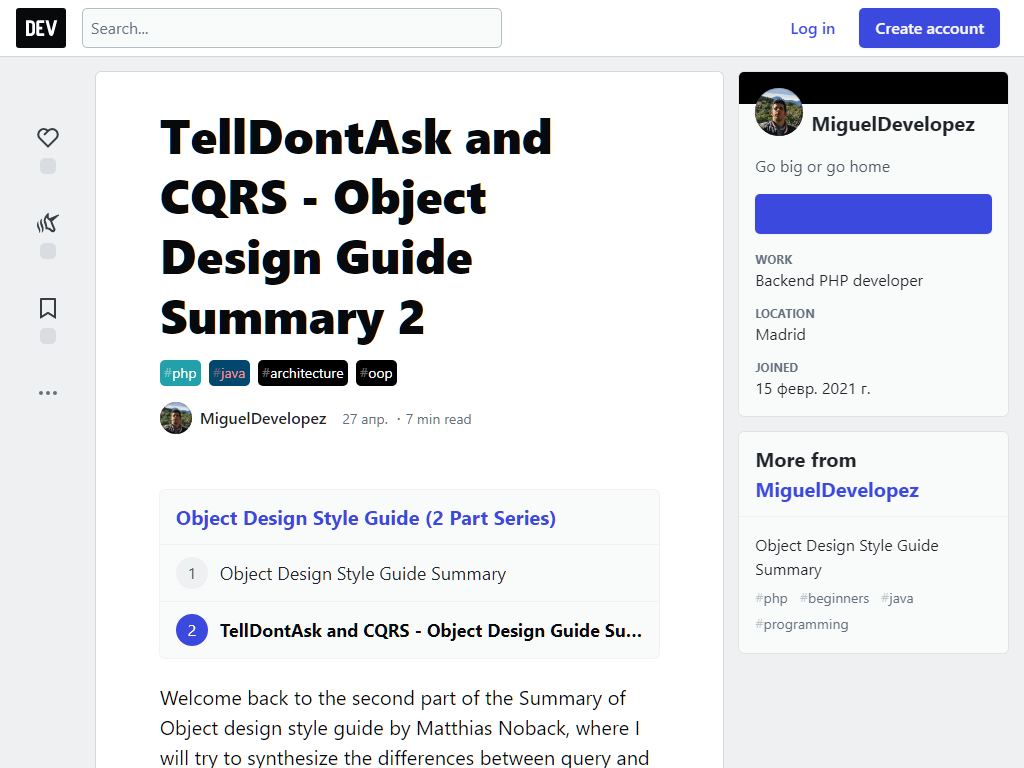 DEV
Search...
Log in
Create account
TellDontAsk and
CQRS - Object
Design Guide
Summary 2
#php #java #architecture #oop
MiguelDevelopez 27 апр. · 7 min read
Object Design Style Guide (2 Part Series)
1 Object Design Style Guide Summary
2 TellDontAsk and CQRS - Object Design Guide Su...
Welcome back to the second part of the Summary of
Object design style guide by Matthias Noback, where I
will try to synthesize the differences between query and
MiguelDevelopez
Go big or go home
WORK
Backend PHP developer
LOCATION
Madrid
JOINED
15 февр. 2021 г.
More from
MiguelDevelopez
Object Design Style Guide
Summary
#php #beginners #java
#programming